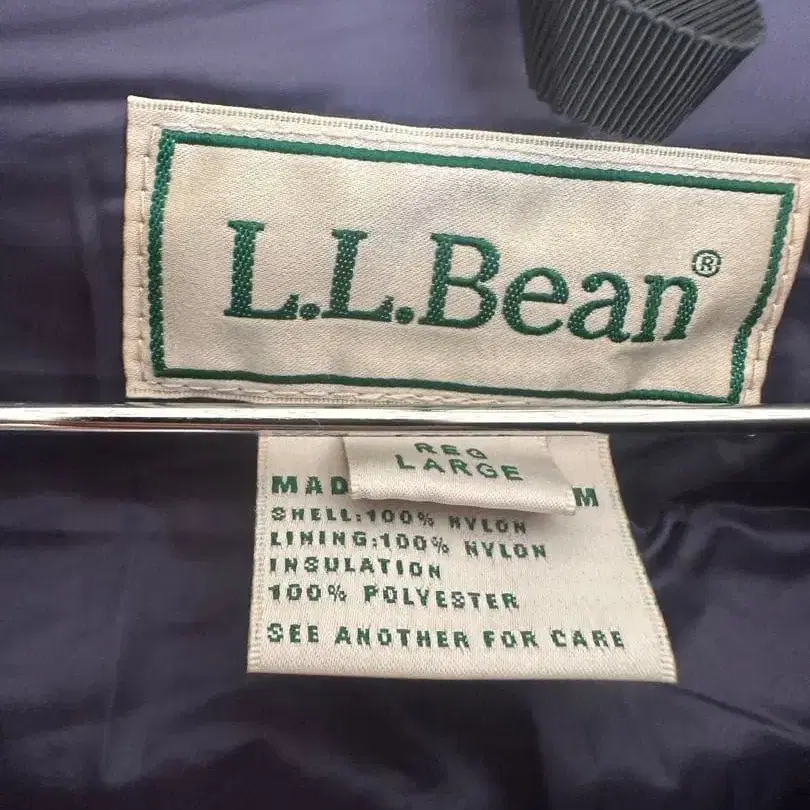 L.L.Bean®
REG
LARGE
MAD M
SHELL:100% NYLON
LINING:100% NYLON
INSULATION
100% POLYESTER
SEE ANOTHER FOR CARE